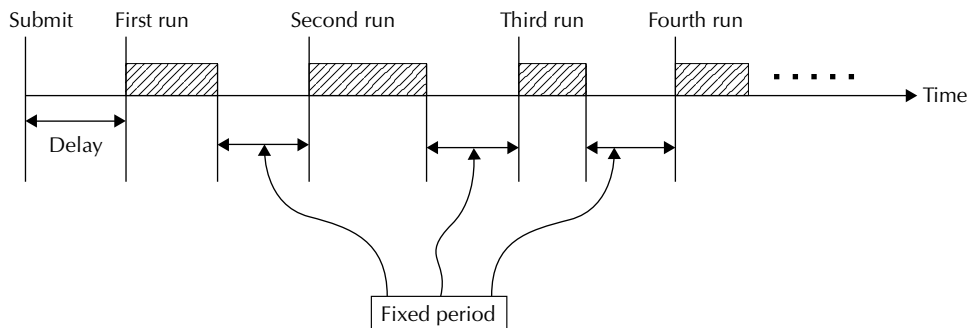 Submit First run Second run Third run Fourth run
Time
Delay
Fixed period